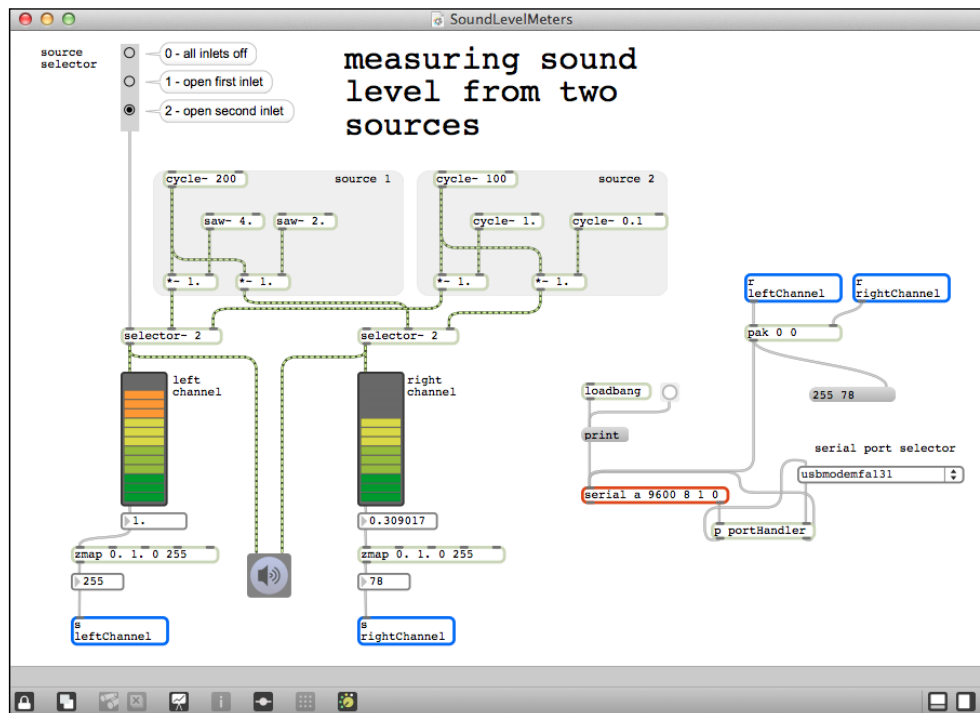 SoundLevelMeters
source
selector
0 - all inlets off
1 - open first inlet
2 - open second inlet
measuring sound
level from two
sources
cycle~ 200
source 1
cycle~ 100
source 2
saw~ 4.
saw~ 2.
cycle~ 1.
cycle~ 0.1
*~ 1.
*~ 1.
*~ 1.
*~ 1.
r
leftChannel
r
rightChannel
selector~ 2
selector~ 2
pak 0 0
left
channel
right
channel
loadbang
255 78
print
serial port selector
usbmodemfa131
serial a 9600 8 1 0
1.
0.309017
p portHandler
zmap 0. 1. 0 255
zmap 0. 1. 0 255
255
78
s
leftChannel
s
rightChannel